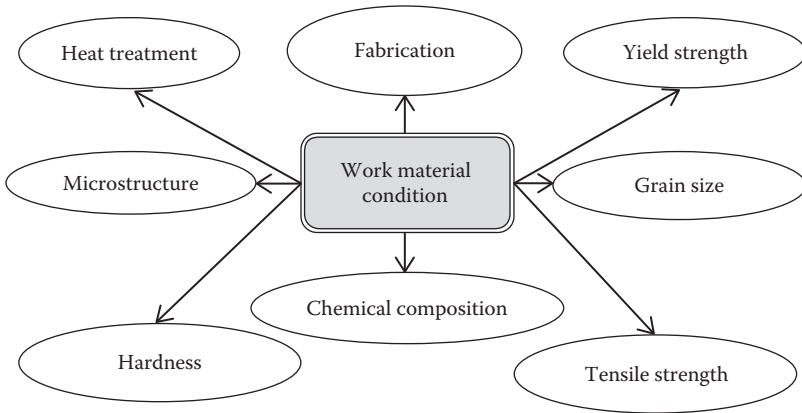 Heat treatment
Fabrication
Yield strength
Microstructure
Work material
condition
Grain size
Chemical composition
Hardness
Tensile strength